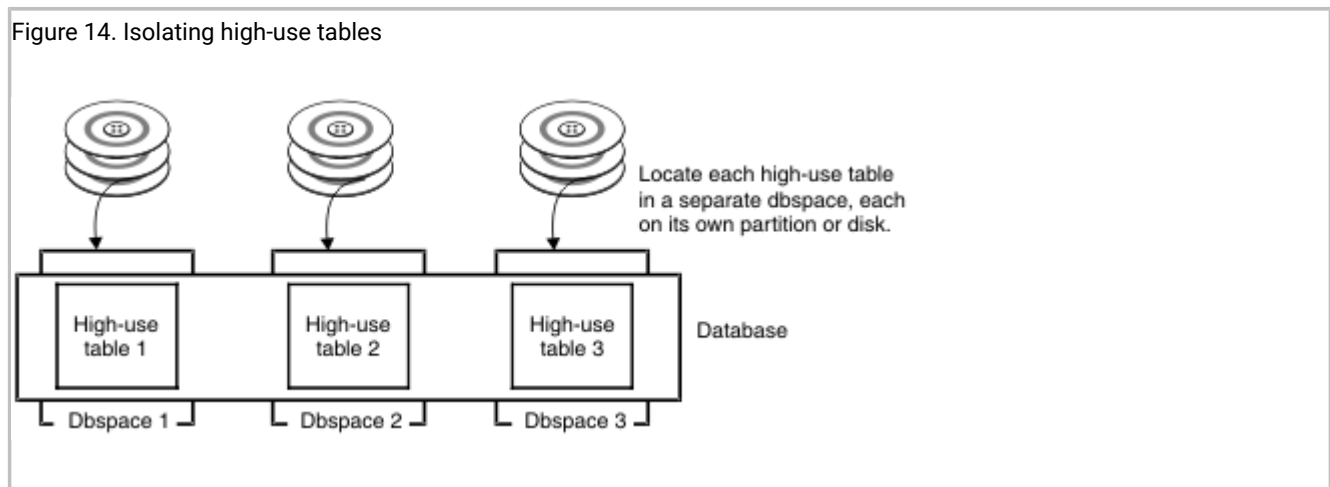 Figure 14. Isolating high-use tables
Locate each high-use table
in a separate dbspace, each
on its own partition or disk.
High-use
table 1
High-use
table 2
High-use
table 3
Database
Dbspace 1
Dbspace 2
Dbspace 3